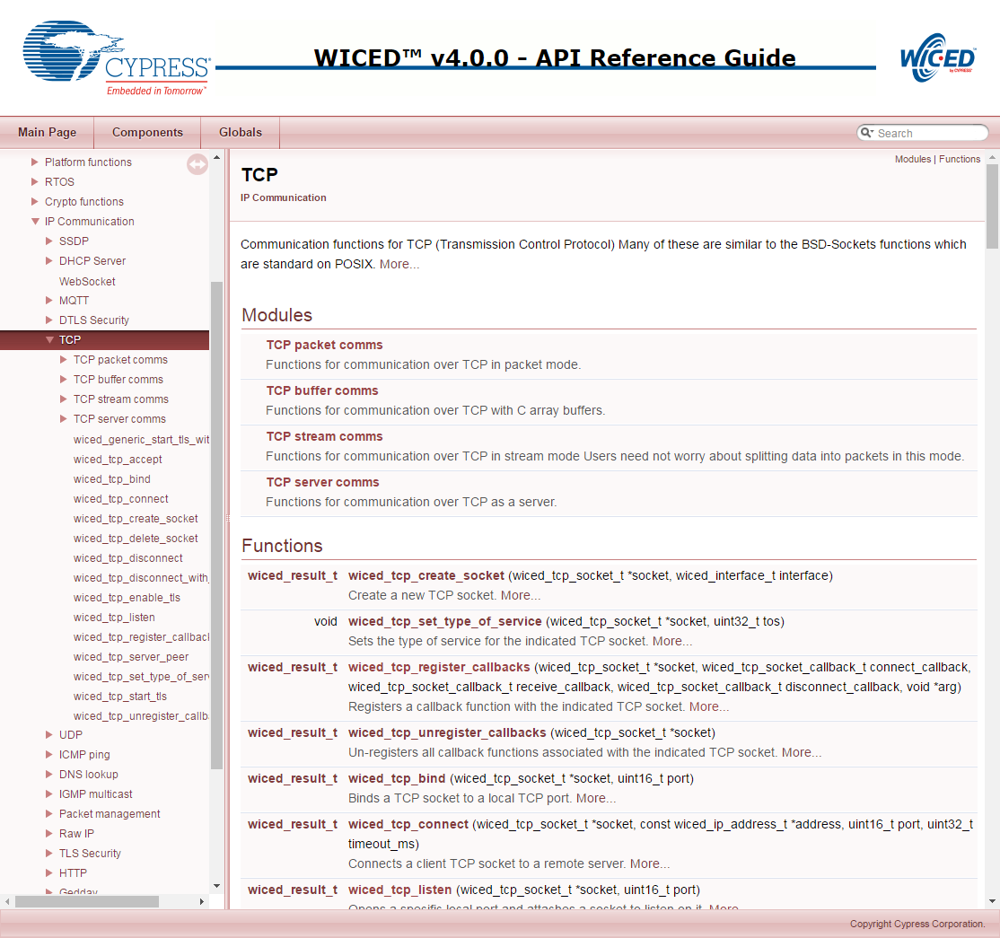 CYPRESS
Embedded in Tomorrow™
WICED™ v4.0.0 - API Reference Guide
WICED™
by CYPRESS
Main Page
Components
Globals
Search
Platform functions
RTOS
Crypto functions
IP Communication
SSDP
DHCP Server
WebSocket
MQTT
DTLS Security
TCP
TCP packet comms
TCP buffer comms
TCP stream comms
TCP server comms
wiced_generic_start_tls_wit
wiced_tcp_accept
wiced_tcp_bind
wiced_tcp_connect
wiced_tcp_create_socket
wiced_tcp_delete_socket
wiced_tcp_disconnect
wiced_tcp_disconnect_with_
wiced_tcp_enable_tls
wiced_tcp_listen
wiced_tcp_register_callback
wiced_tcp_server_peer
wiced_tcp_set_type_of_serv
wiced_tcp_start_tls
wiced_tcp_unregister_callba
UDP
ICMP ping
DNS lookup
IGMP multicast
Packet management
Raw IP
TLS Security
HTTP
Gedday
Modules | Functions
TCP
IP Communication
Communication functions for TCP (Transmission Control Protocol) Many of these are similar to the BSD-Sockets functions which
are standard on POSIX. More...
Modules
TCP packet comms
Functions for communication over TCP in packet mode.
TCP buffer comms
Functions for communication over TCP with C array buffers.
TCP stream comms
Functions for communication over TCP in stream mode Users need not worry about splitting data into packets in this mode.
TCP server comms
Functions for communication over TCP as a server.
Functions
wiced_result_t wiced_tcp_create_socket (wiced_tcp_socket_t *socket, wiced_interface_t interface)
Create a new TCP socket. More...
void wiced_tcp_set_type_of_service (wiced_tcp_socket_t *socket, uint32_t tos)
Sets the type of service for the indicated TCP socket. More...
wiced_result_t wiced_tcp_register_callbacks (wiced_tcp_socket_t *socket, wiced_tcp_socket_callback_t connect_callback,
wiced_tcp_socket_callback_t receive_callback, wiced_tcp_socket_callback_t disconnect_callback, void *arg)
Registers a callback function with the indicated TCP socket. More...
wiced_result_t wiced_tcp_unregister_callbacks (wiced_tcp_socket_t *socket)
Un-registers all callback functions associated with the indicated TCP socket. More...
wiced_result_t wiced_tcp_bind (wiced_tcp_socket_t *socket, uint16_t port)
Binds a TCP socket to a local TCP port. More...
wiced_result_t wiced_tcp_connect (wiced_tcp_socket_t *socket, const wiced_ip_address_t *address, uint16_t port, uint32_t
timeout_ms)
Connects a client TCP socket to a remote server. More...
wiced_result_t wiced_tcp_listen (wiced_tcp_socket_t *socket, uint16_t port)
Opens a specific local port and attaches a socket to listen on it. More...
Copyright Cypress Corporation.